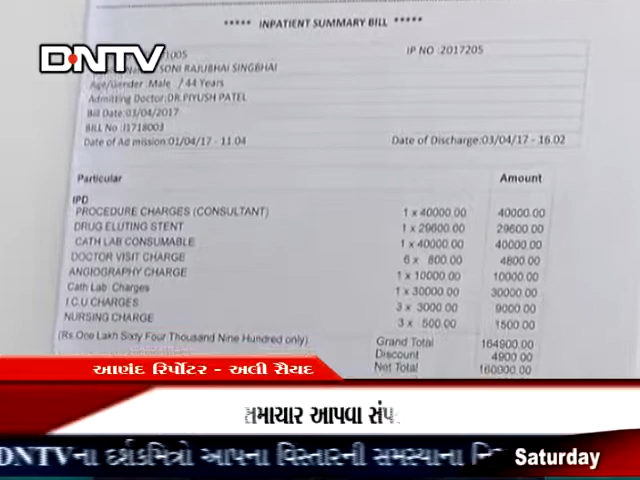 ***** INPATIENT SUMMARY BILL *****
DNTV
1005
IP NO :2017205
SONI RAJUBHAI SINGBHAI
Age/Gender :Male / 44 Years
Admitting Doctor:DR.PIYUSH PATEL
Bill Date:03/04/2017
BILL No :I1718003
Date of Ad mission:01/04/17 - 11.04
Date of Discharge:03/04/17 - 16.02
Particular Amount
IPD
PROCEDURE CHARGES (CONSULTANT) 1 x 40000.00 40000.00
DRUG ELUTING STENT 1 x 29600.00 29600.00
CATH LAB CONSUMABLE 1 x 40000.00 40000.00
DOCTOR VISIT CHARGE 6 x 800.00 4800.00
ANGIOGRAPHY CHARGE 1 x 10000.00 10000.00
Cath Lab Charges 1 x 30000.00 30000.00
I.C.U CHARGES 3 x 3000.00 9000.00
NURSING CHARGE 3 x 500.00 1500.00
(Rs.One Lakh Sixty Four Thousand Nine Hundred only) Grand Total 164900.00
Discount 4900.00
Net Total 160000.00
આણંદ રિર્પોટર - અલી સૈયદ
સમાચાર આપવા સંપ
DNTVના દર્શકમિત્રો આપના વિસ્તારની સમસ્યાના
Saturday